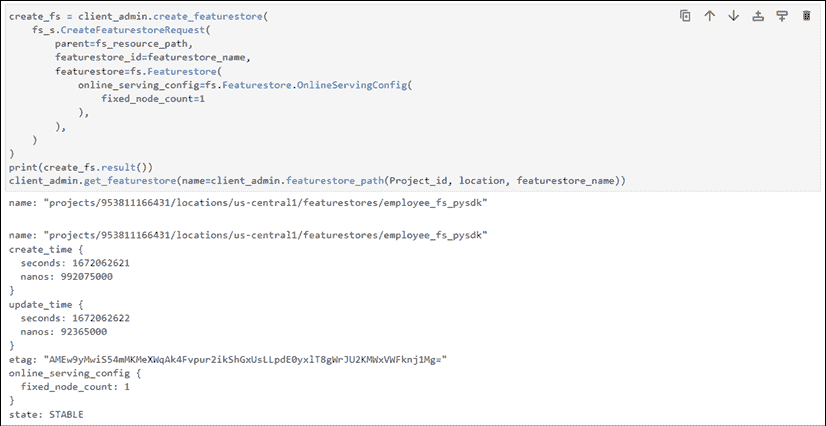 create_fs = client_admin.create_featurestore(
    fs_s.CreateFeaturestoreRequest(
        parent=fs_resource_path,
        featurestore_id=featurestore_name,
        featurestore=fs.Featurestore(
            online_serving_config=fs.Featurestore.OnlineServingConfig(
                fixed_node_count=1
            ),
        ),
    )
)
print(create_fs.result())
client_admin.get_featurestore(name=client_admin.featurestore_path(Project_id, location, featurestore_name))
name: "projects/953811166431/locations/us-central1/featurestores/employee_fs_pysdk"
name: "projects/953811166431/locations/us-central1/featurestores/employee_fs_pysdk"
create_time {
  seconds: 1672062621
  nanos: 992075000
}
update_time {
  seconds: 1672062622
  nanos: 92365000
}
etag: "AMEw9yMwiS54mMKMeXWqAk4Fvpur2ikShGxUsLLpdE0yxlT8gWrJU2KMWxVWFknj1Mg="
online_serving_config {
  fixed_node_count: 1
}
state: STABLE